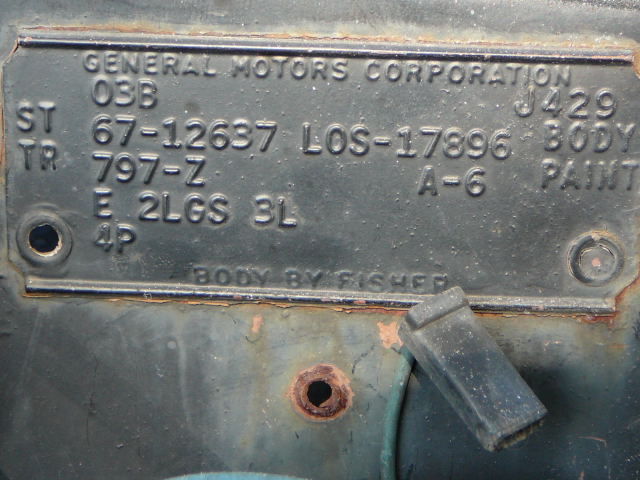 GENERAL MOTORS CORPORATION
03B J429
ST 67-12637 LOS-17896 BODY
TR 797-Z A-6 PAINT
E 2LGS 3L
4P
BODY BY FISHER